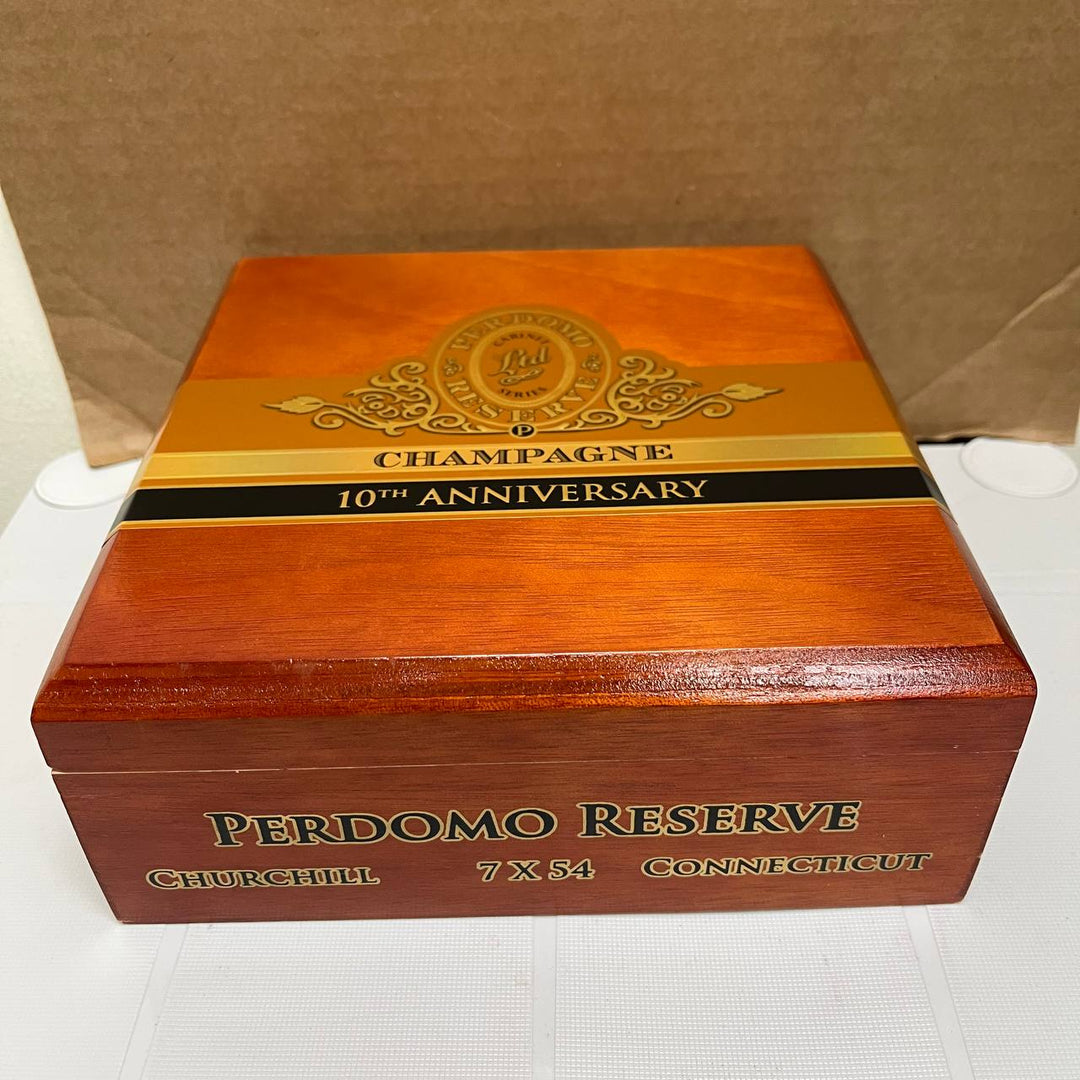 PERDOMO
CABINET
Ltd
SERIES
RESERVE
P
CHAMPAGNE
10TH ANNIVERSARY
PERDOMO RESERVE
CHURCHILL 7 X 54 CONNECTICUT